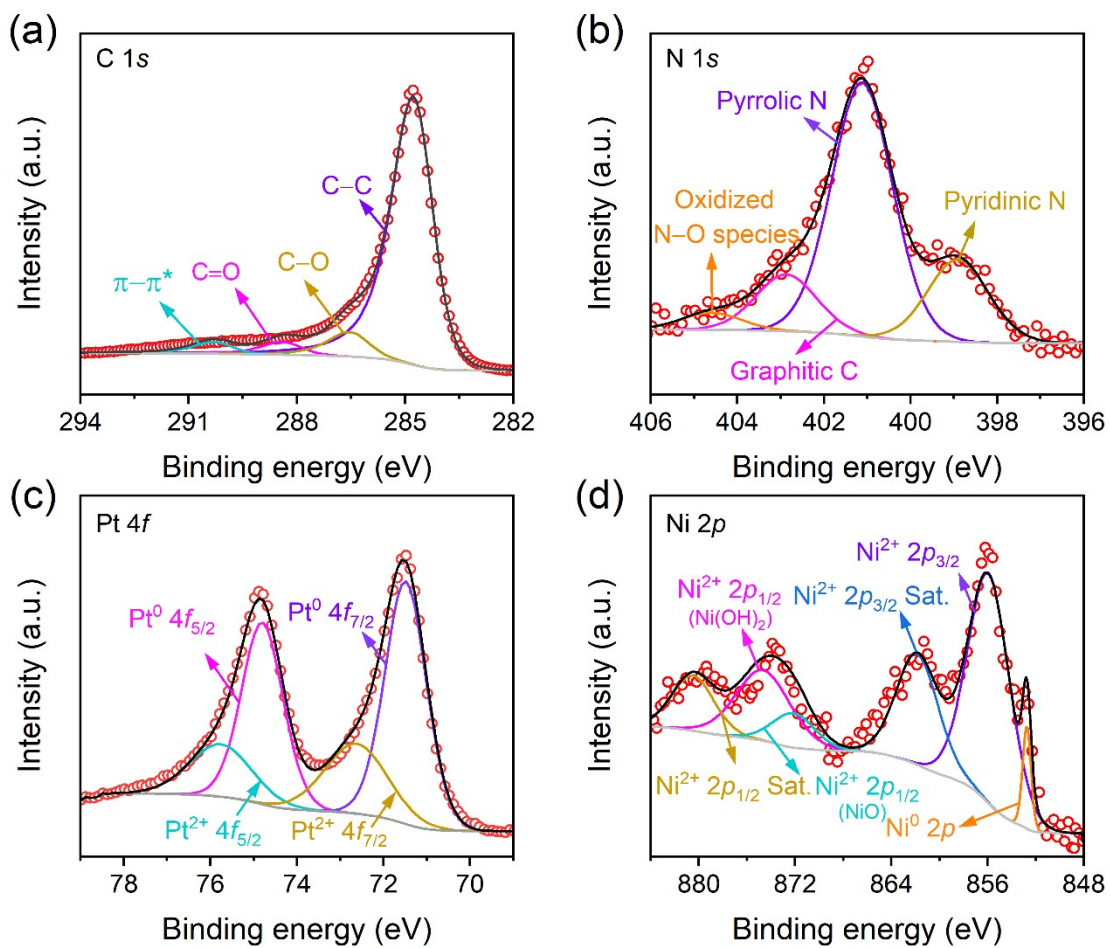 (a)
C 1s
C–C
C–O
C=O
π–π*
Intensity (a.u.)
294 292 290 288 286 284 282
Binding energy (eV)
(b)
N 1s
Pyrrolic N
Oxidized
N–O species
Pyridinic N
Graphitic C
Intensity (a.u.)
406 404 402 400 398 396
Binding energy (eV)
(c)
Pt 4f
Pt⁰ 4f₅/₂
Pt⁰ 4f₇/₂
Pt²⁺ 4f₅/₂
Pt²⁺ 4f₇/₂
Intensity (a.u.)
78 76 74 72 70
Binding energy (eV)
(d)
Ni 2p
Ni²⁺ 2p₃/₂
Ni²⁺ 2p₁/₂
(Ni(OH)₂)
Ni²⁺ 2p₃/₂ Sat.
Ni²⁺ 2p₁/₂ Sat.
Ni²⁺ 2p₁/₂
(NiO)
Ni⁰ 2p
Intensity (a.u.)
880 872 864 856 848
Binding energy (eV)